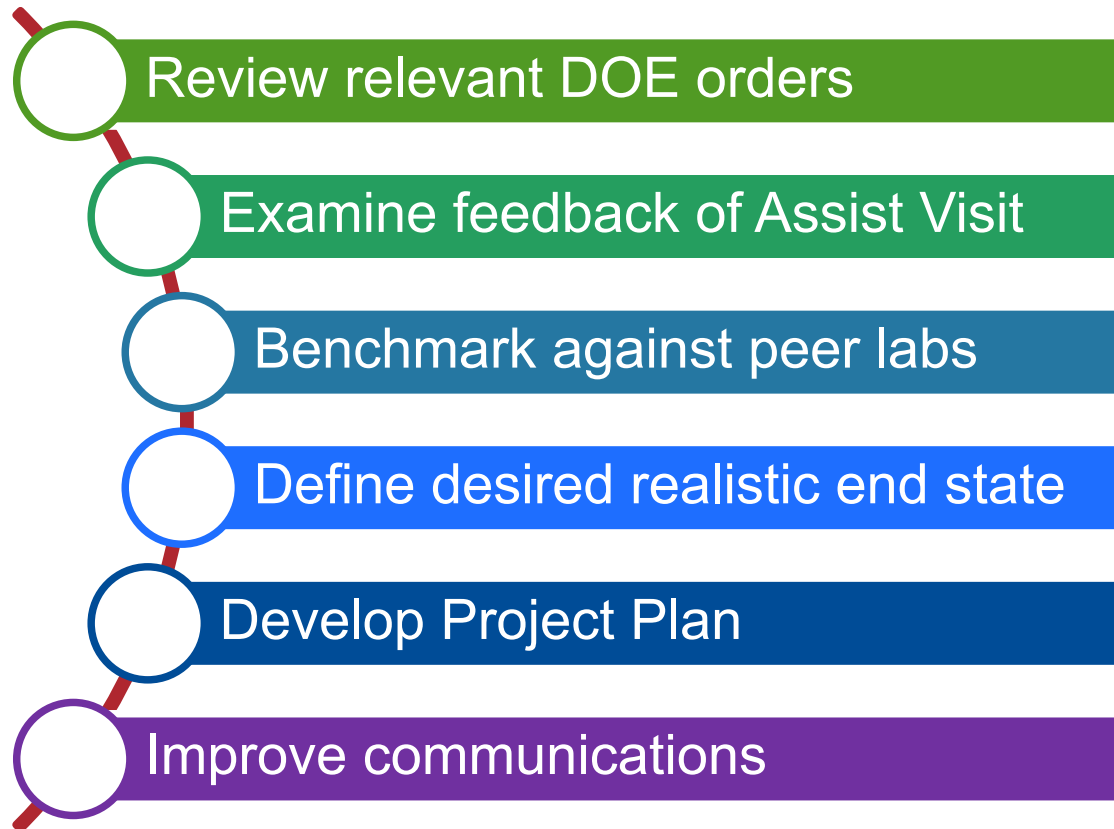 Review relevant DOE orders
Examine feedback of Assist Visit
Benchmark against peer labs
Define desired realistic end state
Develop Project Plan
Improve communications